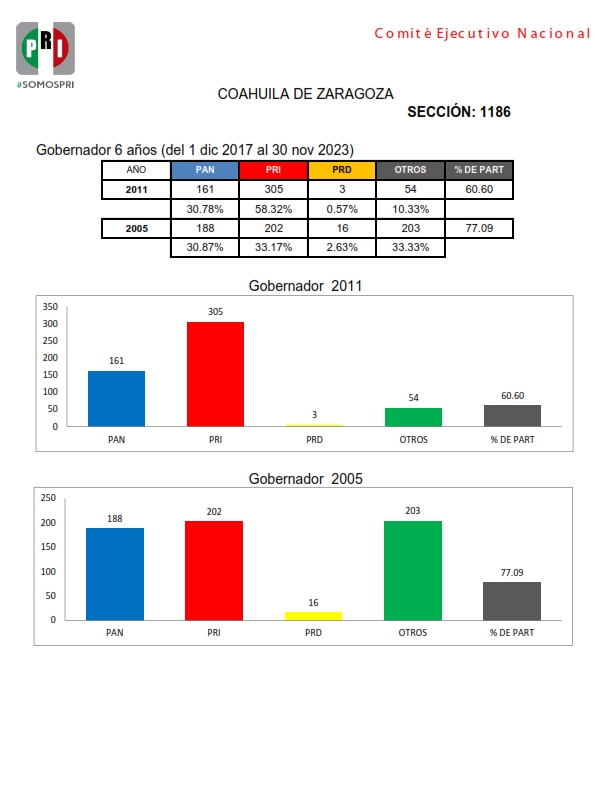 Comité Ejecutivo Nacional
PRI
#SOMOSPRI
COAHUILA DE ZARAGOZA
SECCIÓN: 1186
Gobernador 6 años (del 1 dic 2017 al 30 nov 2023)
AÑO PAN PRI PRD OTROS % DE PART
2011 161 305 3 54 60.60
30.78% 58.32% 0.57% 10.33%
2005 188 202 16 203 77.09
30.87% 33.17% 2.63% 33.33%
Gobernador 2011
350
300
250
200
150
100
50
0
161
305
3
54
60.60
PAN PRI PRD OTROS % DE PART
Gobernador 2005
250
200
150
100
50
0
188
202
16
203
77.09
PAN PRI PRD OTROS % DE PART